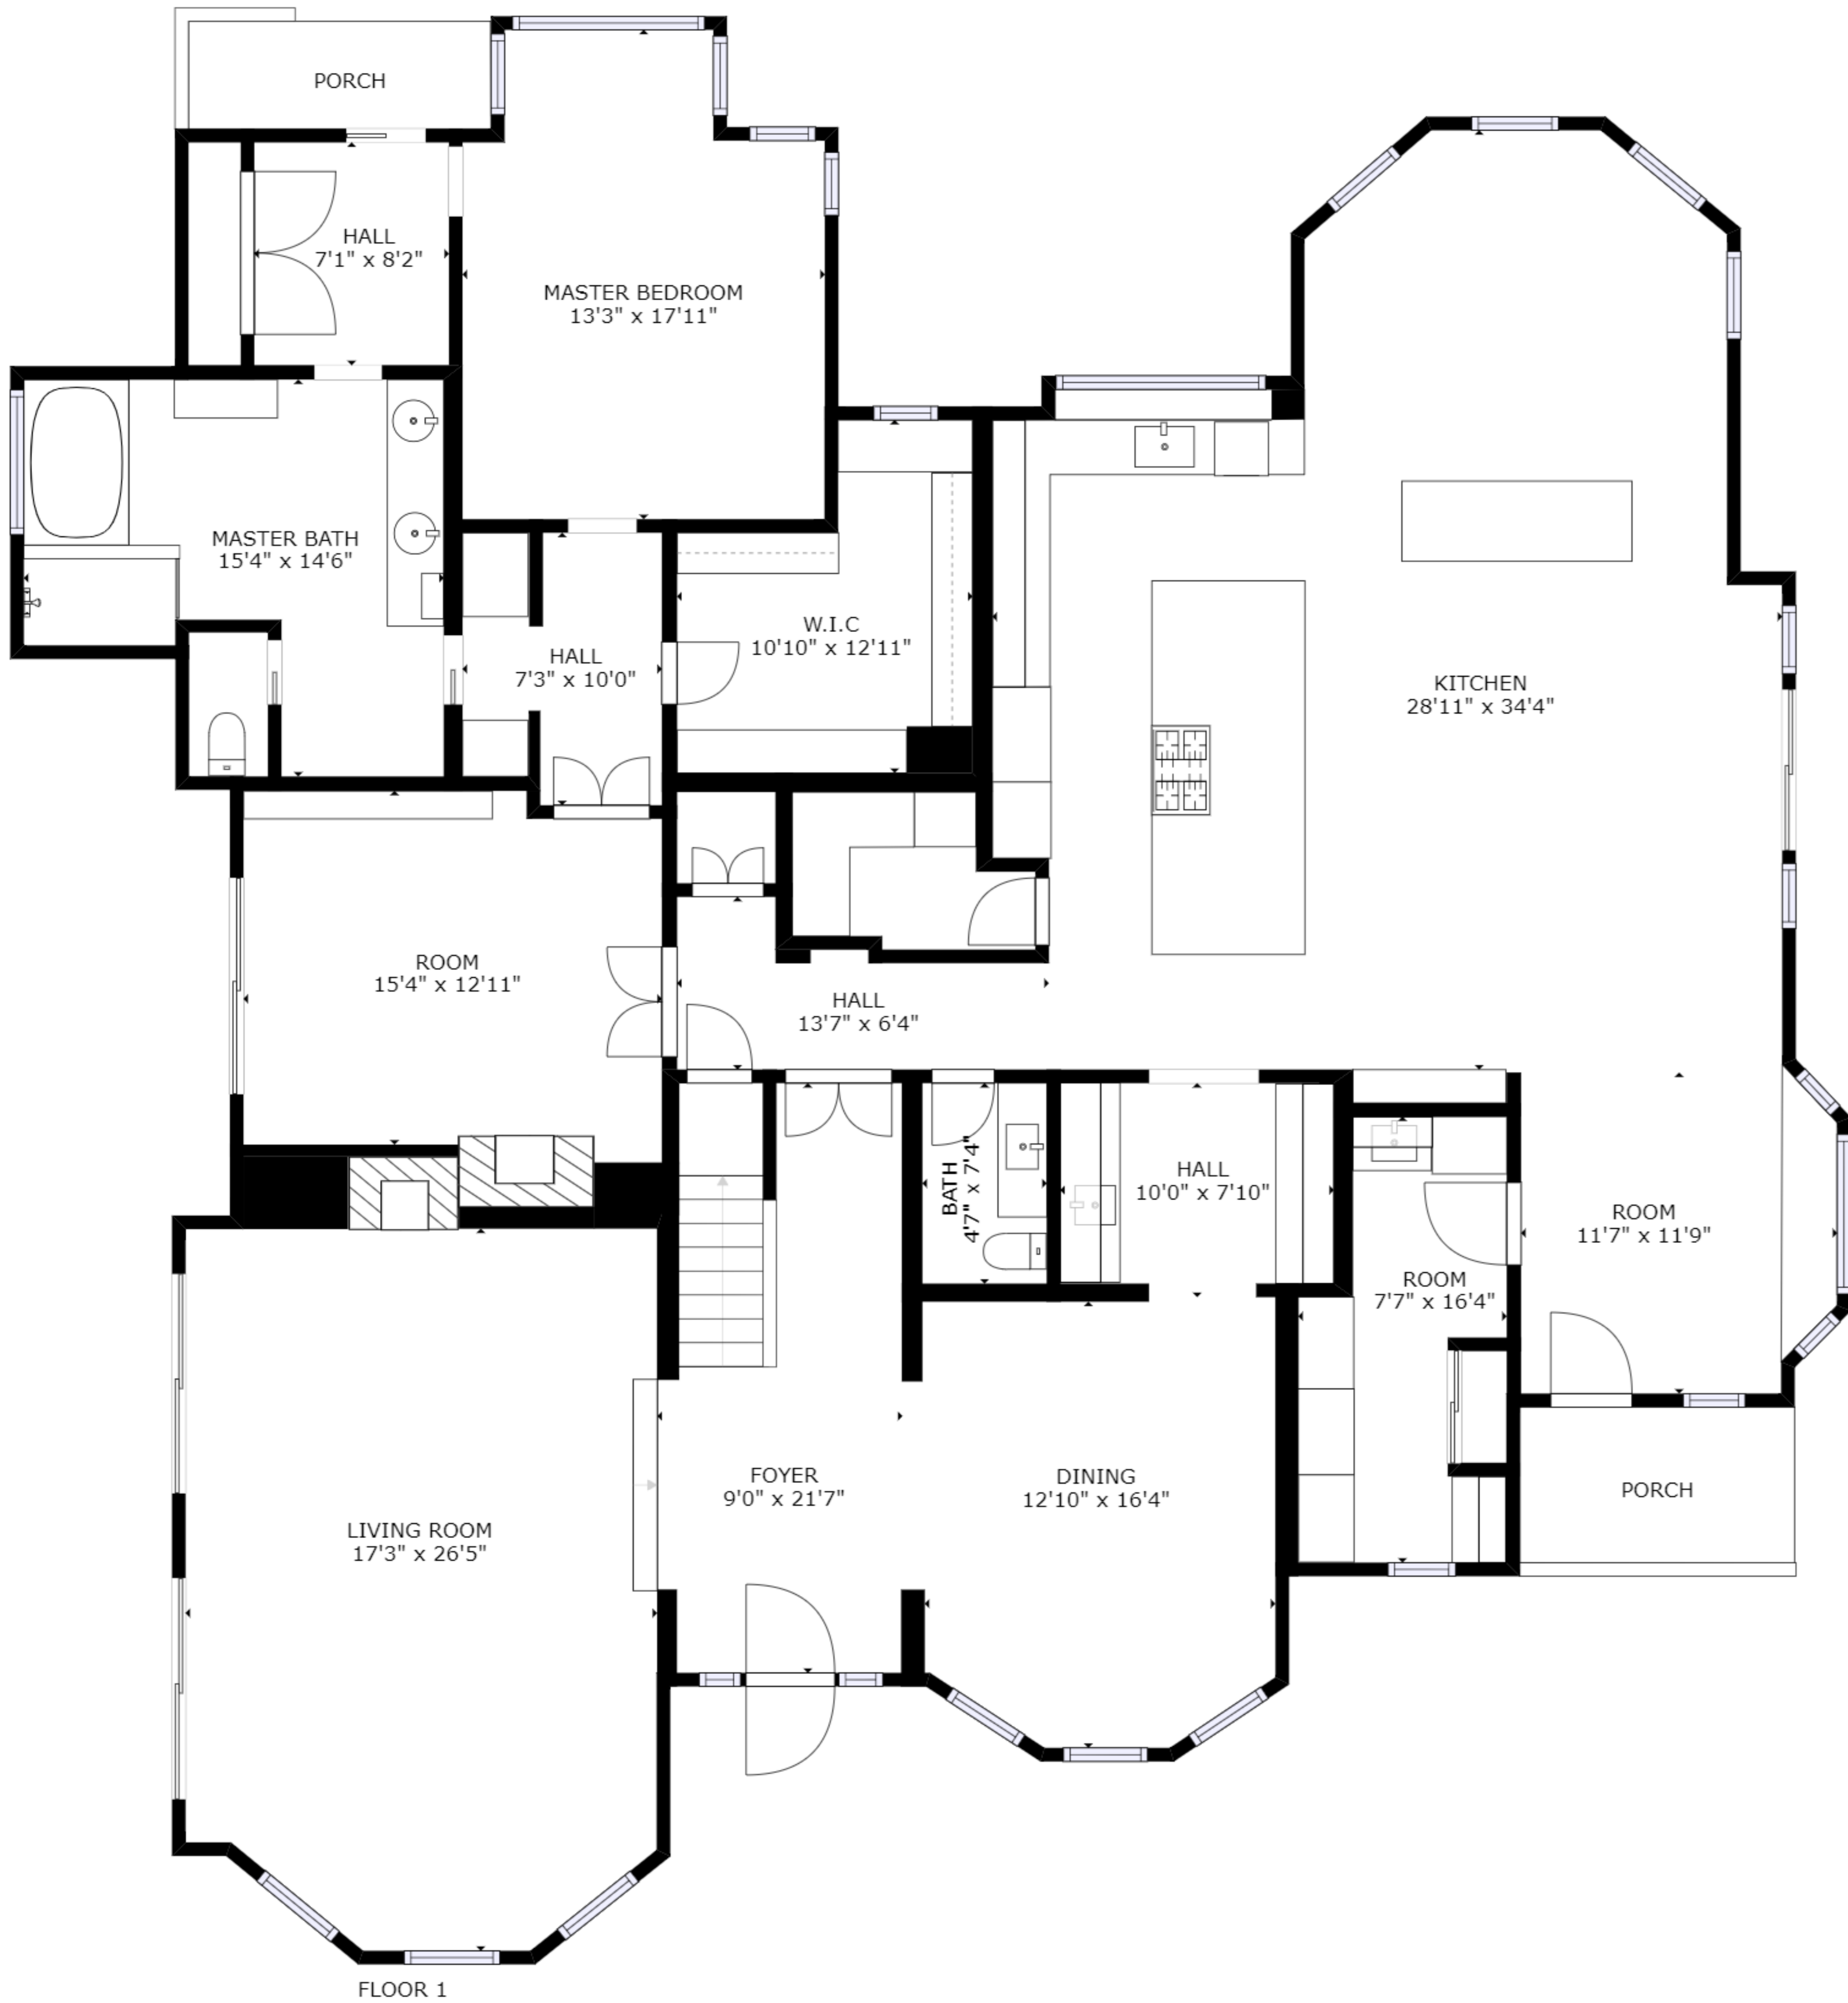 PORCH
HALL
7'1" x 8'2"
MASTER BEDROOM
13'3" x 17'11"
MASTER BATH
15'4" x 14'6"
W.I.C
10'10" x 12'11"
HALL
7'3" x 10'0"
KITCHEN
28'11" x 34'4"
ROOM
15'4" x 12'11"
HALL
13'7" x 6'4"
BATH
4'7" x 7'4"
HALL
10'0" x 7'10"
ROOM
11'7" x 11'9"
ROOM
7'7" x 16'4"
FOYER
9'0" x 21'7"
DINING
12'10" x 16'4"
PORCH
LIVING ROOM
17'3" x 26'5"
FLOOR 1